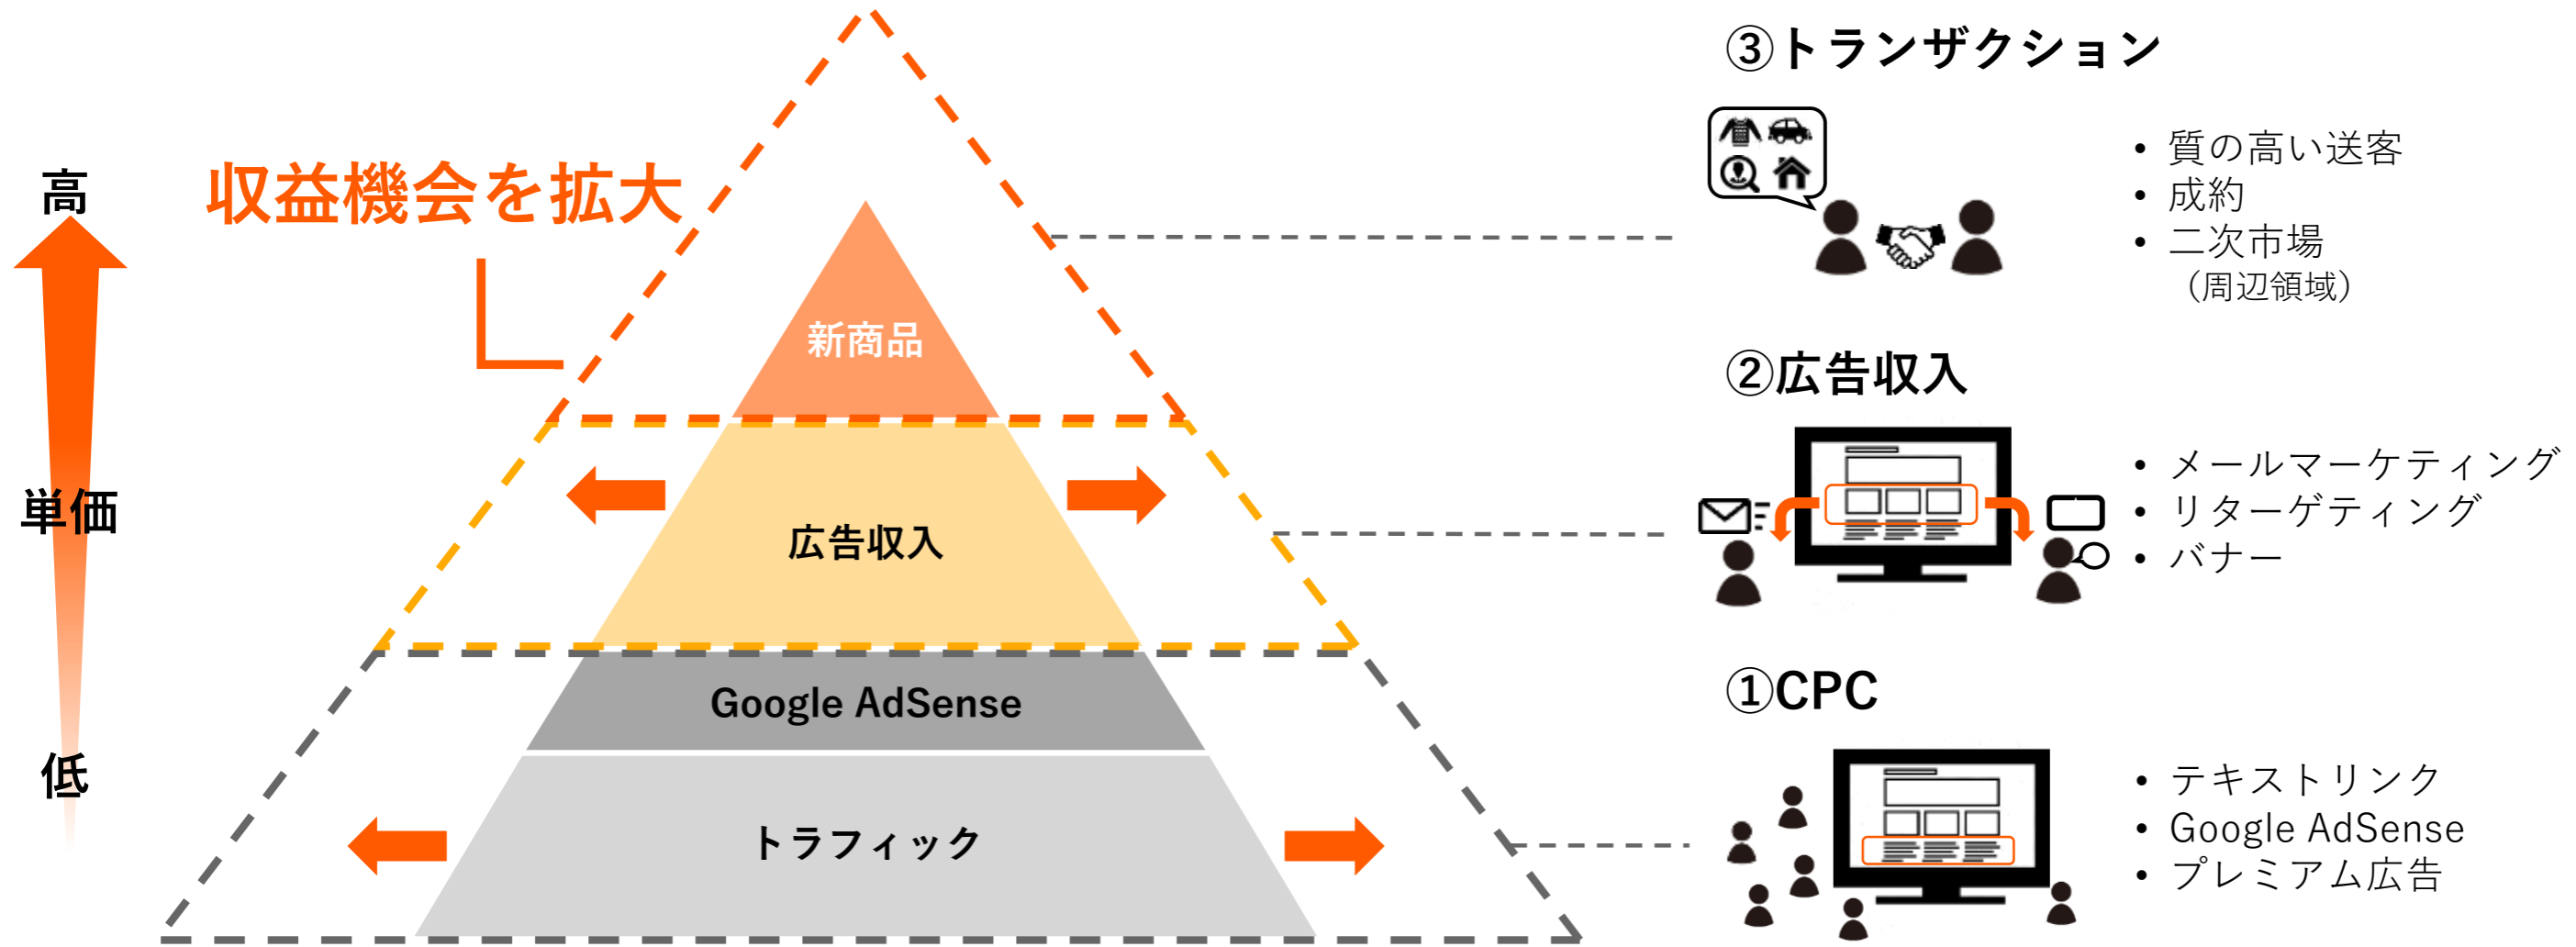 高
単価
低
収益機会を拡大
新商品
広告収入
Google AdSense
トラフィック
③トランザクション
• 質の高い送客
• 成約
• 二次市場
（周辺領域）
②広告収入
• メールマーケティング
• リターゲティング
• バナー
①CPC
• テキストリンク
• Google AdSense
• プレミアム広告